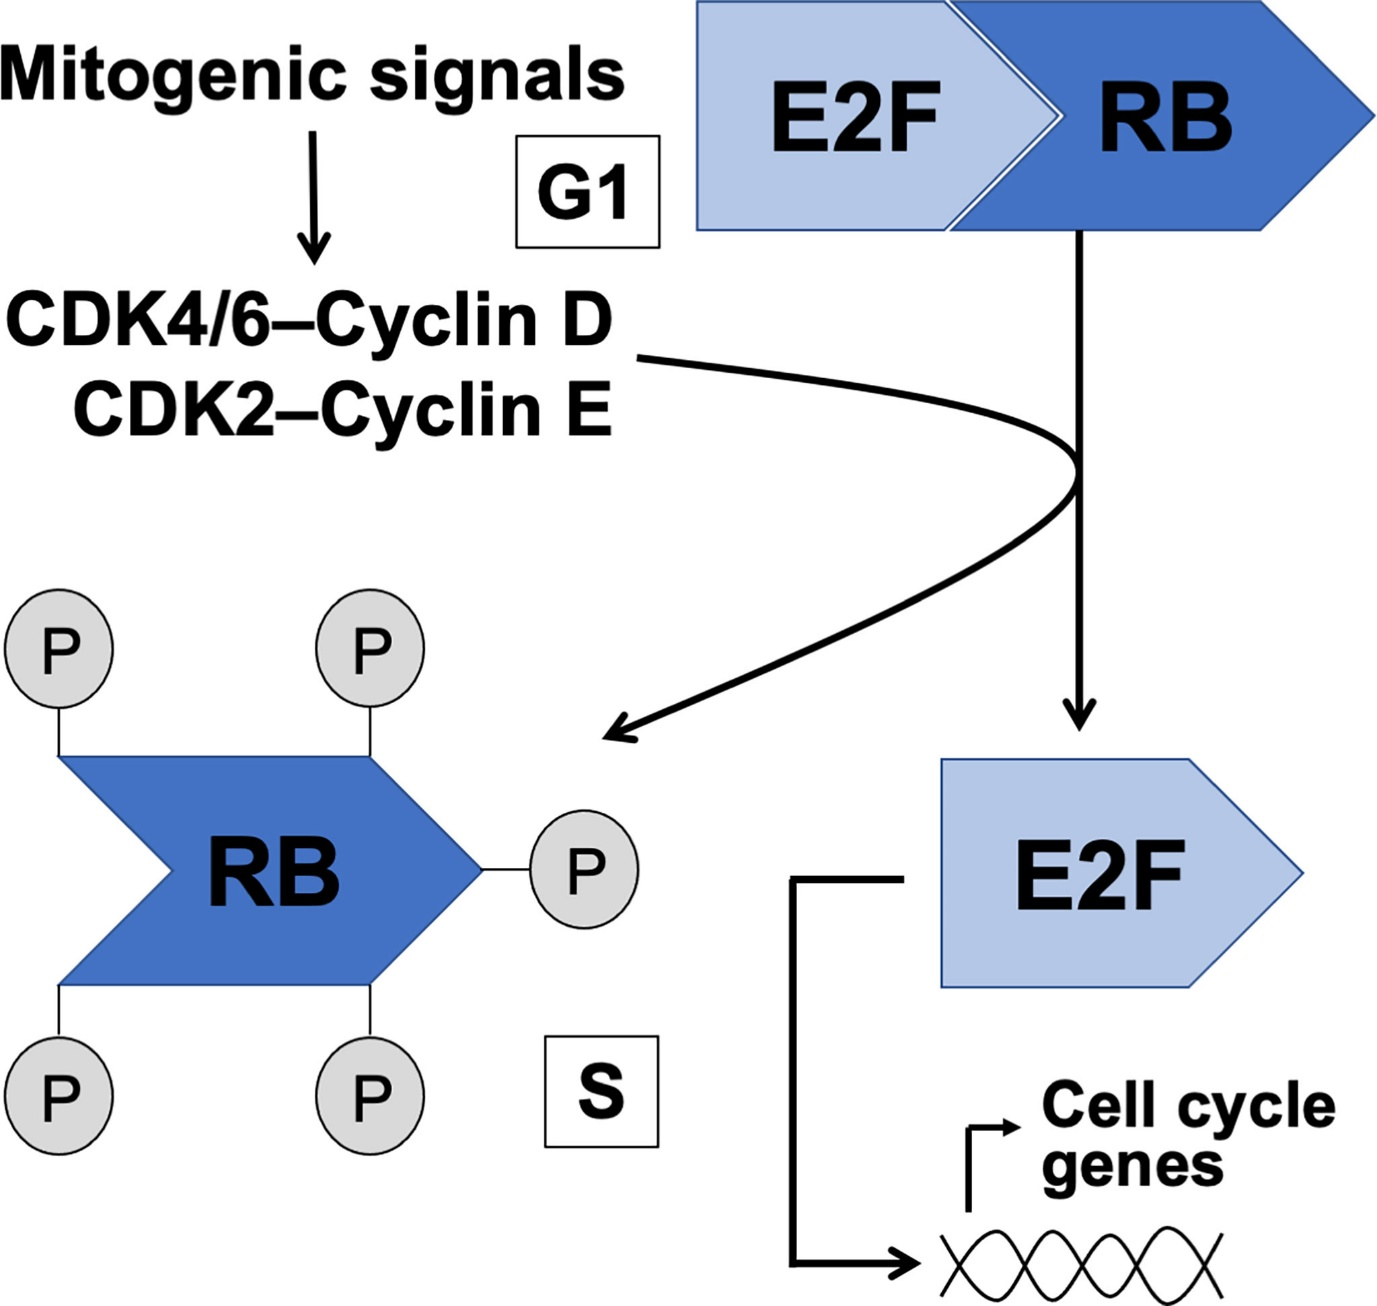 Mitogenic signals
E2F
RB
G1
CDK4/6–Cyclin D
CDK2–Cyclin E
P
P
RB
P
E2F
P
P
S
Cell cycle
genes